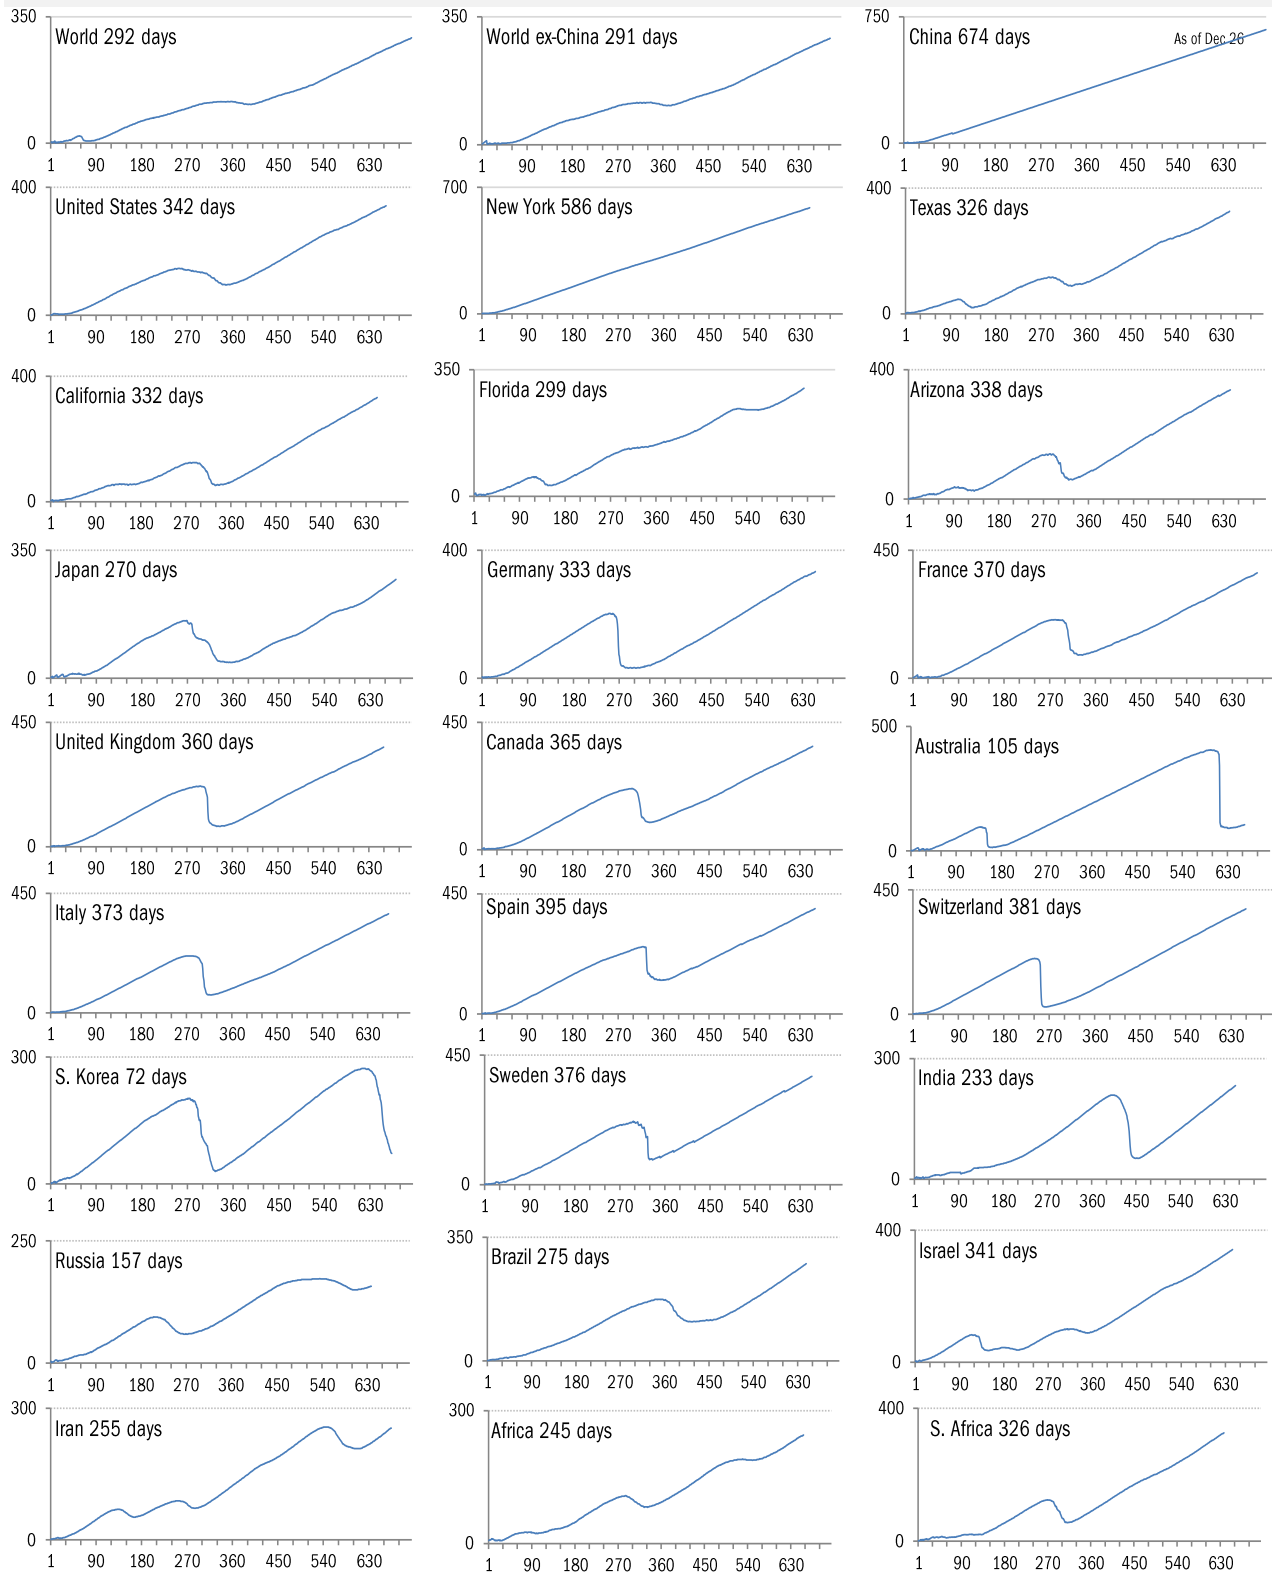 350
World 292 days
0
1 90 180 270 360 450 540 630
350
World ex-China 291 days
0
1 90 180 270 360 450 540 630
750
China 674 days
As of Dec 26
0
1 90 180 270 360 450 540 630
400
United States 342 days
0
1 90 180 270 360 450 540 630
700
New York 586 days
0
1 90 180 270 360 450 540 630
400
Texas 326 days
0
1 90 180 270 360 450 540 630
400
California 332 days
0
1 90 180 270 360 450 540 630
350
Florida 299 days
0
1 90 180 270 360 450 540 630
400
Arizona 338 days
0
1 90 180 270 360 450 540 630
350
Japan 270 days
0
1 90 180 270 360 450 540 630
400
Germany 333 days
0
1 90 180 270 360 450 540 630
450
France 370 days
0
1 90 180 270 360 450 540 630
450
United Kingdom 360 days
0
1 90 180 270 360 450 540 630
450
Canada 365 days
0
1 90 180 270 360 450 540 630
500
Australia 105 days
0
1 90 180 270 360 450 540 630
450
Italy 373 days
0
1 90 180 270 360 450 540 630
450
Spain 395 days
0
1 90 180 270 360 450 540 630
450
Switzerland 381 days
0
1 90 180 270 360 450 540 630
300
S. Korea 72 days
0
1 90 180 270 360 450 540 630
450
Sweden 376 days
0
1 90 180 270 360 450 540 630
300
India 233 days
0
1 90 180 270 360 450 540 630
250
Russia 157 days
0
1 90 180 270 360 450 540 630
350
Brazil 275 days
0
1 90 180 270 360 450 540 630
400
Israel 341 days
0
1 90 180 270 360 450 540 630
300
Iran 255 days
0
1 90 180 270 360 450 540 630
300
Africa 245 days
0
1 90 180 270 360 450 540 630
400
S. Africa 326 days
0
1 90 180 270 360 450 540 630